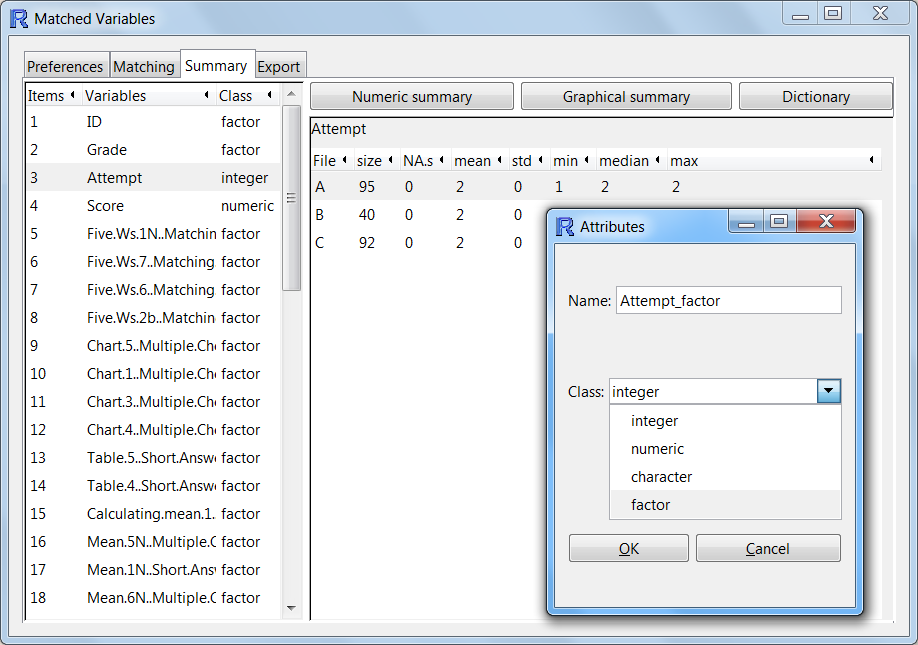 Matched Variables
Preferences Matching Summary Export
Items Variables Class
1 ID factor
2 Grade factor
3 Attempt integer
4 Score numeric
5 Five.Ws.1N..Matchin factor
6 Five.Ws.7..Matching factor
7 Five.Ws.6..Matching factor
8 Five.Ws.2b..Matchin factor
9 Chart.5..Multiple.Ch factor
10 Chart.1..Multiple.Ch factor
11 Chart.3..Multiple.Ch factor
12 Chart.4..Multiple.Ch factor
13 Table.5..Short.Answ factor
14 Table.4..Short.Answ factor
15 Calculating.mean.1. factor
16 Mean.5N..Multiple.C factor
17 Mean.1N..Short.Ans factor
18 Mean.6N..Multiple.C factor
Numeric summary Graphical summary Dictionary
Attempt
File size NA.s mean std min median max
A 95 0 2 0 1 2 2
B 40 0 2 0
C 92 0 2 0
R Attributes
Name: Attempt_factor
Class: integer
integer
numeric
character
factor
OK Cancel